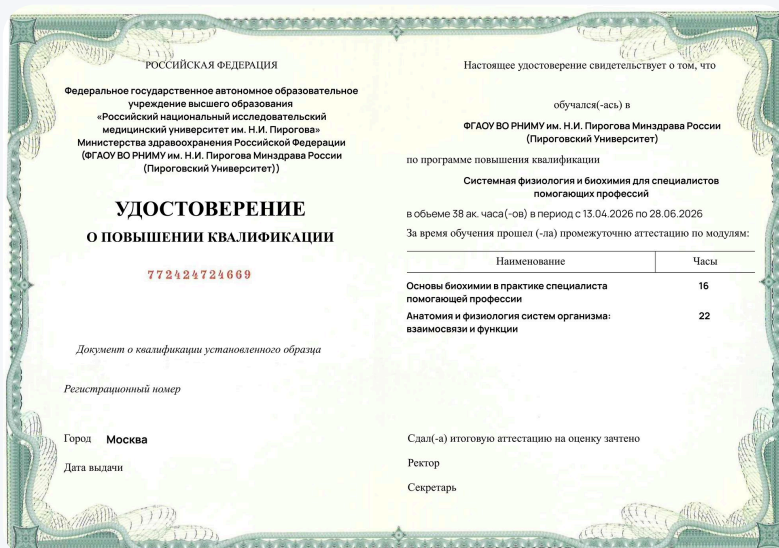 РОССИЙСКАЯ ФЕДЕРАЦИЯ
Федеральное государственное автономное образовательное
учреждение высшего образования
«Российский национальный исследовательский
медицинский университет им. Н.И. Пирогова»
Министерства здравоохранения Российской Федерации
(ФГАОУ ВО РНИМУ им. Н.И. Пирогова Минздрава России
(Пироговский Университет))
УДОСТОВЕРЕНИЕ
О ПОВЫШЕНИИ КВАЛИФИКАЦИИ
772424724669
Документ о квалификации установленного образца
Регистрационный номер
Город Москва
Дата выдачи
Настоящее удостоверение свидетельствует о том, что
обучался(-ась) в
ФГАОУ ВО РНИМУ им. Н.И. Пирогова Минздрава России
(Пироговский Университет)
по программе повышения квалификации
Системная физиология и биохимия для специалистов
помогающих профессий
в объеме 38 ак. часа(-ов) в период с 13.04.2026 по 28.06.2026
За время обучения прошел (-ла) промежуточно аттестацию по модулям:
Наименование Часы
Основы биохимии в практике специалиста 16
помогающей профессии
Анатомия и физиология систем организма: 22
взаимосвязи и функции
Сдал(-а) итоговую аттестацию на оценку зачтено
Ректор
Секретарь